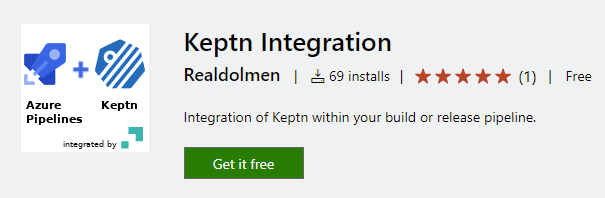 Keptn Integration
Realdolmen | 69 installs | (1) | Free
Integration of Keptn within your build or release pipeline.
Get it free
+
Azure Pipelines
Keptn
integrated by